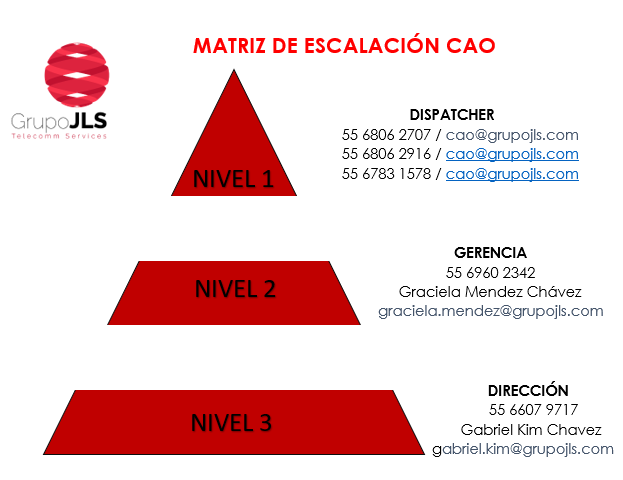 MATRIZ DE ESCALACIÓN CAO
GrupoJLS
Telecomm Services
NIVEL 1
DISPATCHER
55 6806 2707 / cao@grupojls.com
55 6806 2916 / cao@grupojls.com
55 6783 1578 / cao@grupojls.com
NIVEL 2
GERENCIA
55 6960 2342
Graciela Mendez Chávez
graciela.mendez@grupojls.com
NIVEL 3
DIRECCIÓN
55 6607 9717
Gabriel Kim Chavez
gabriel.kim@grupojls.com